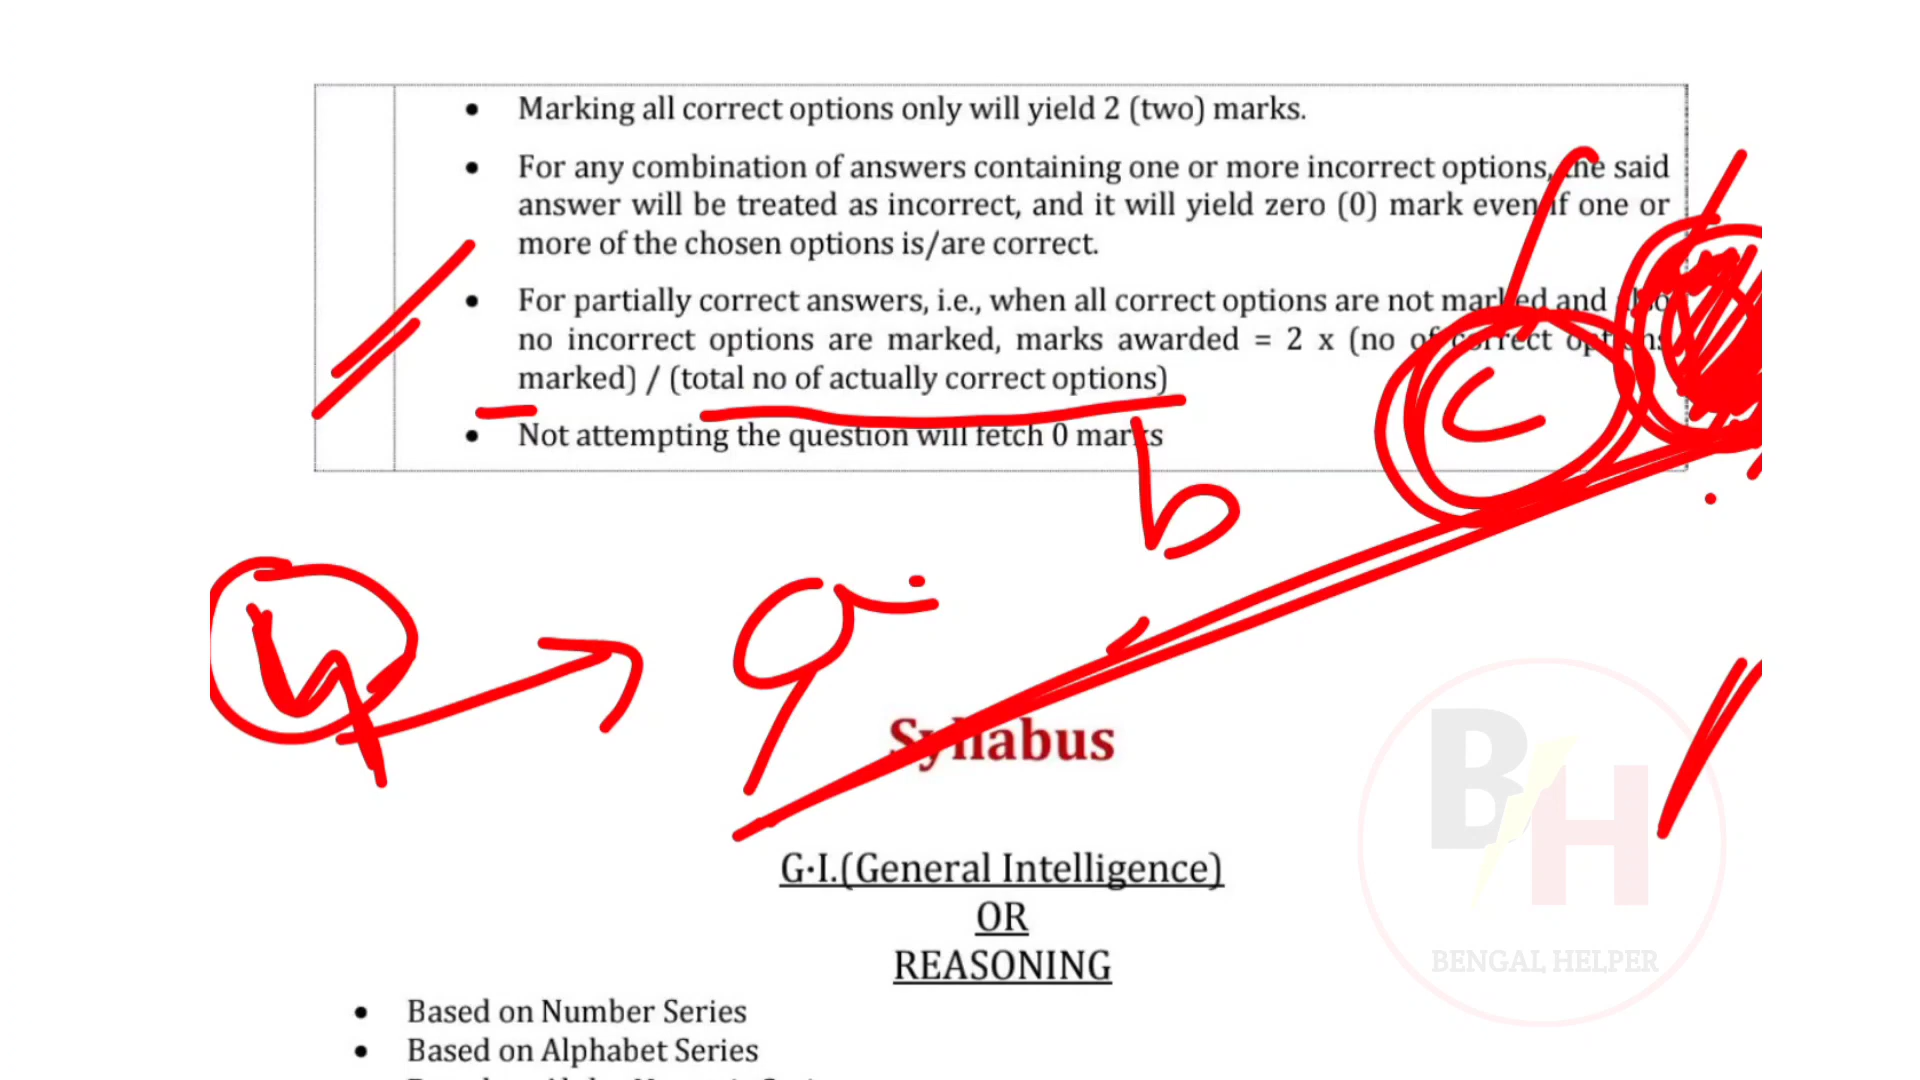 • Marking all correct options only will yield 2 (two) marks.
• For any combination of answers containing one or more incorrect options, the said
answer will be treated as incorrect, and it will yield zero (0) mark even if one or
more of the chosen options is/are correct.
• For partially correct answers, i.e., when all correct options are not marked and also
no incorrect options are marked, marks awarded = 2 x (no of correct options
marked) / (total no of actually correct options)
• Not attempting the question will fetch 0 marks
C
b
a
Syllabus
BH
G·I.(General Intelligence)
OR
REASONING
BENGAL HELPER
• Based on Number Series
• Based on Alphabet Series